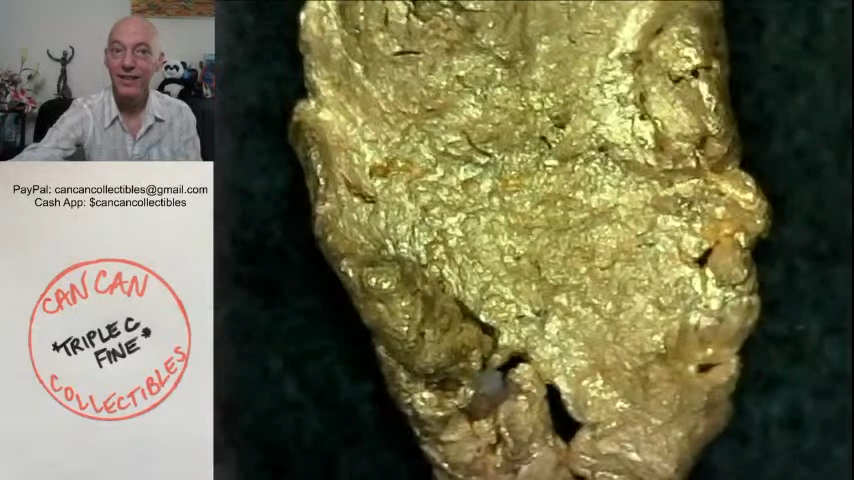 PayPal: cancancollectibles@gmail.com
Cash App: $cancancollectibles
CAN CAN
*TRIPLE C
FINE*
COLLECTIBLES